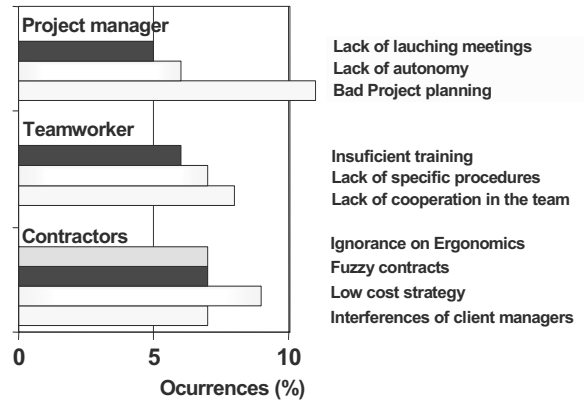 Project manager
Lack of lauching meetings
Lack of autonomy
Bad Project planning
Teamworker
Insuficient training
Lack of specific procedures
Lack of cooperation in the team
Contractors
Ignorance on Ergonomics
Fuzzy contracts
Low cost strategy
Interferences of client managers
0 5 10
Ocurrences (%)